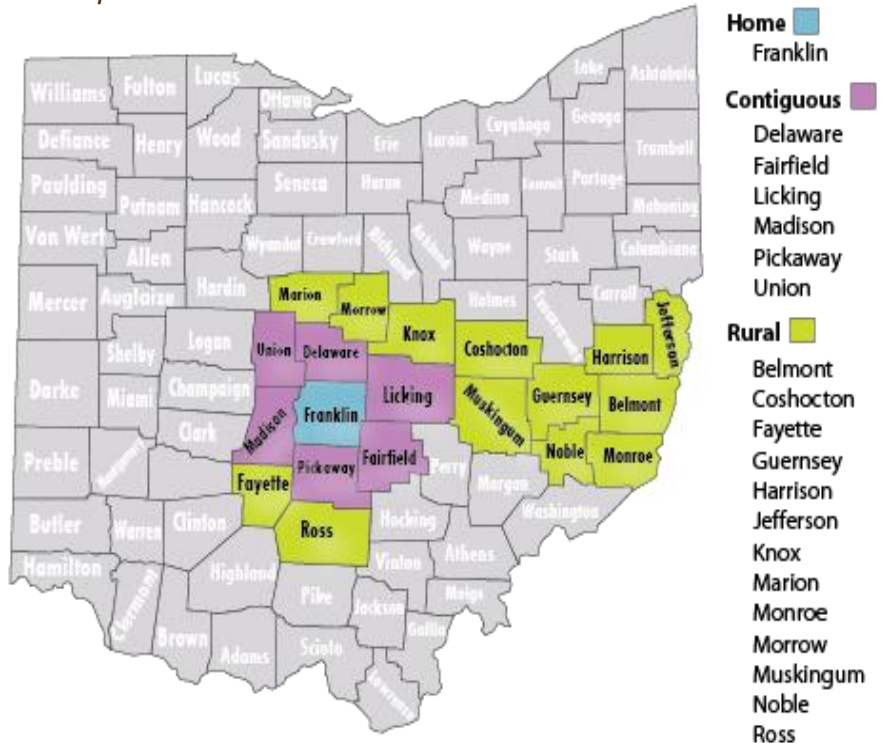 Home
Franklin
Contiguous
Delaware
Fairfield
Licking
Madison
Pickaway
Union
Rural
Belmont
Coshocton
Fayette
Guernsey
Harrison
Jefferson
Knox
Marion
Monroe
Morrow
Muskingum
Noble
Ross
Williams
Fulton
Lucas
Ottawa
Lake
Ashtabula
Defiance
Henry
Wood
Sandusky
Erie
Lorain
Cuyahoga
Geauga
Trumbull
Paulding
Putnam
Hancock
Seneca
Huron
Medina
Summit
Portage
Mahoning
Van Wert
Allen
Wyandot
Crawford
Richland
Ashland
Wayne
Stark
Columbiana
Mercer
Auglaize
Hardin
Marion
Morrow
Holmes
Tuscarawas
Carroll
Jefferson
Shelby
Logan
Union
Delaware
Knox
Coshocton
Harrison
Darke
Miami
Champaign
Clark
Madison
Franklin
Licking
Muskingum
Guernsey
Belmont
Preble
Montgomery
Fayette
Pickaway
Fairfield
Perry
Morgan
Noble
Monroe
Butler
Warren
Clinton
Ross
Hocking
Athens
Washington
Hamilton
Clermont
Brown
Highland
Pike
Vinton
Jackson
Meigs
Gallia
Adams
Scioto
Lawrence